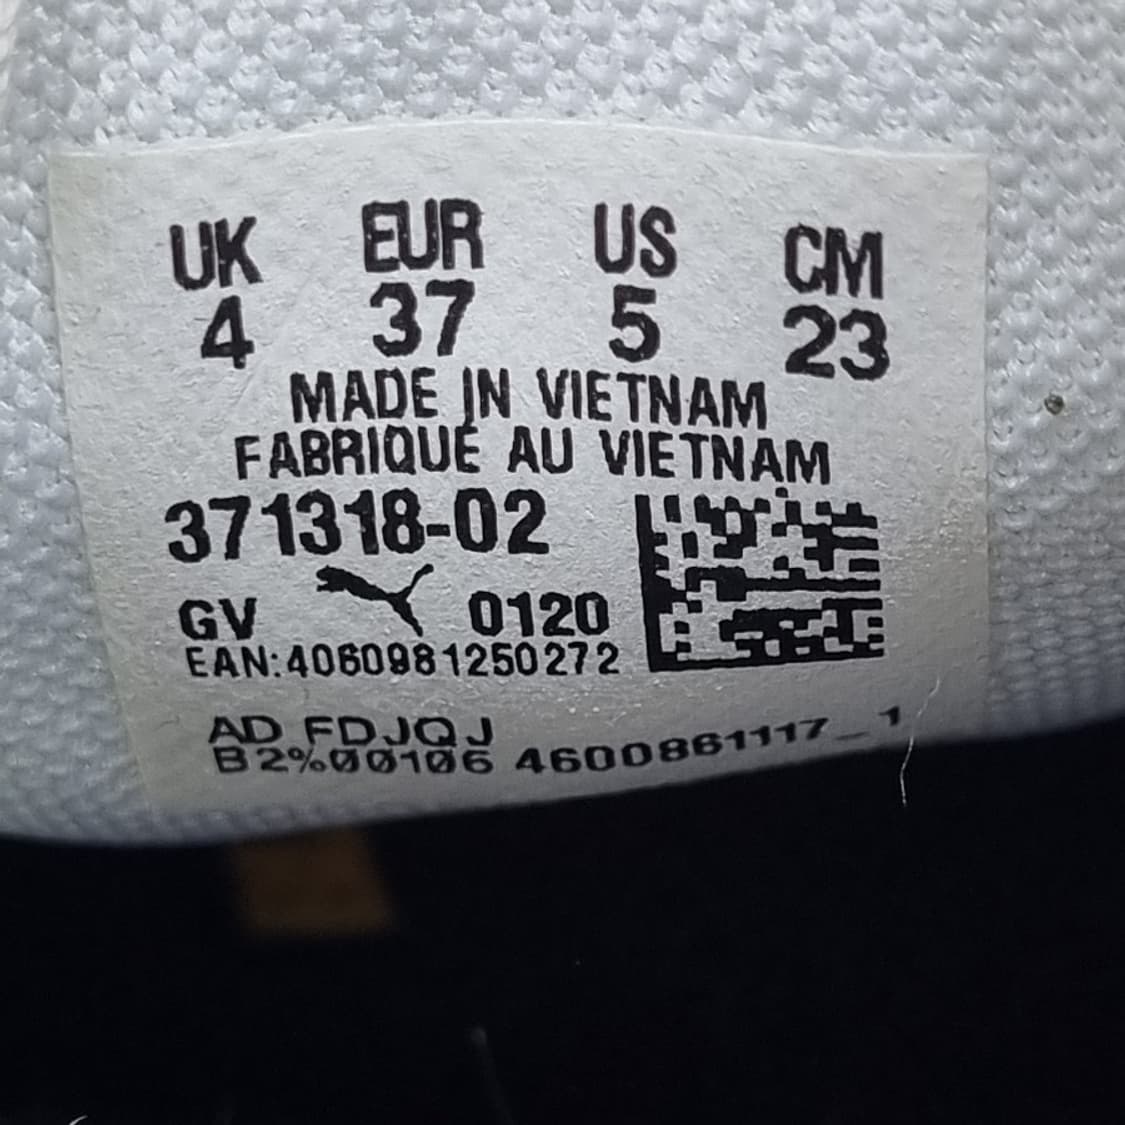 UK EUR US CM
4 37 5 23
MADE IN VIETNAM
FABRIQUÉ AU VIETNAM
371318-02
GV 0120
EAN:4060981250272
AD FDJQJ
B2%00106 4600861117_1